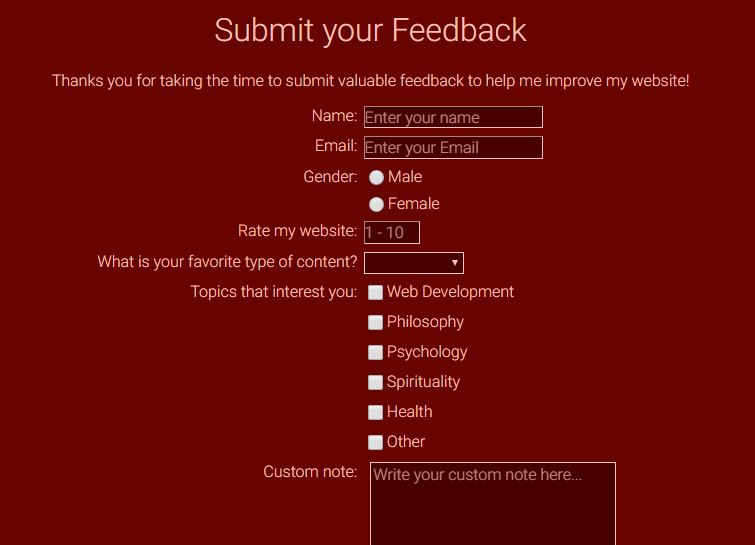 Submit your Feedback
Thanks you for taking the time to submit valuable feedback to help me improve my website!
Name: Enter your name
Email: Enter your Email
Gender: Male
Female
Rate my website: 1 - 10
What is your favorite type of content?
Topics that interest you: Web Development
Philosophy
Psychology
Spirituality
Health
Other
Custom note: Write your custom note here...